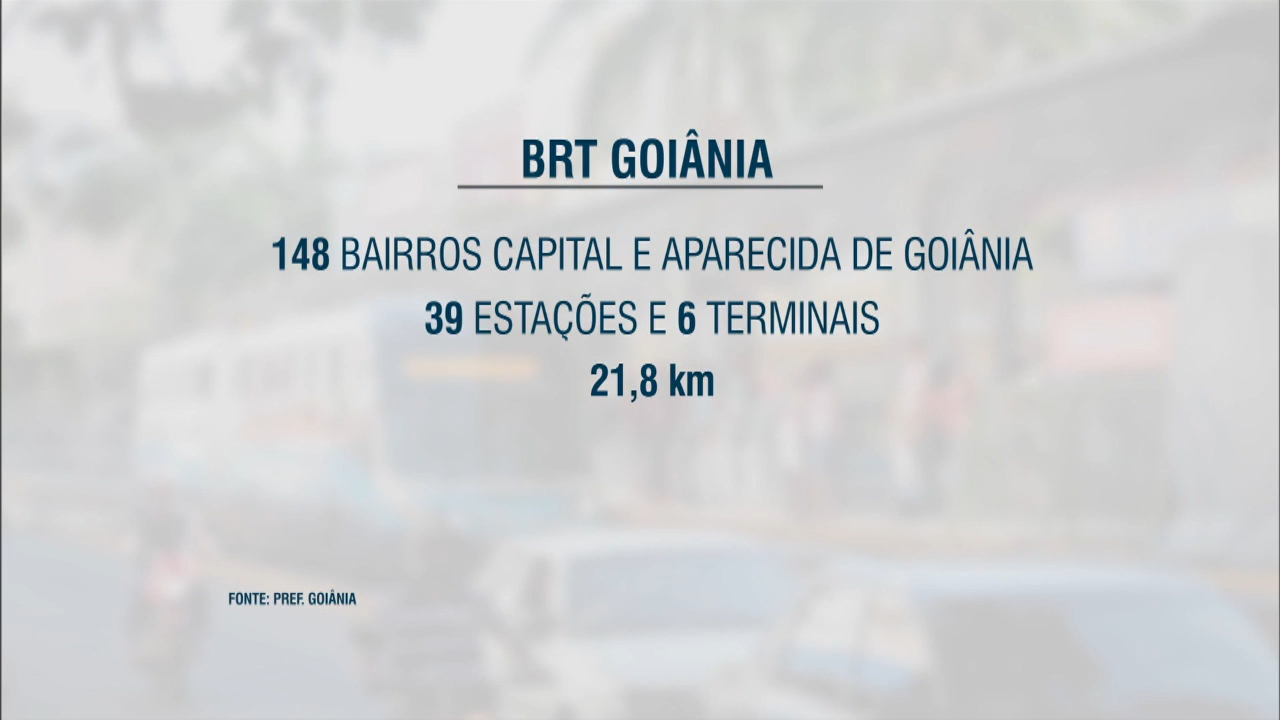 BRT GOIÂNIA
148 BAIRROS CAPITAL E APARECIDA DE GOIÂNIA
39 ESTAÇÕES E 6 TERMINAIS
21,8 km
FONTE: PREF. GOIÂNIA